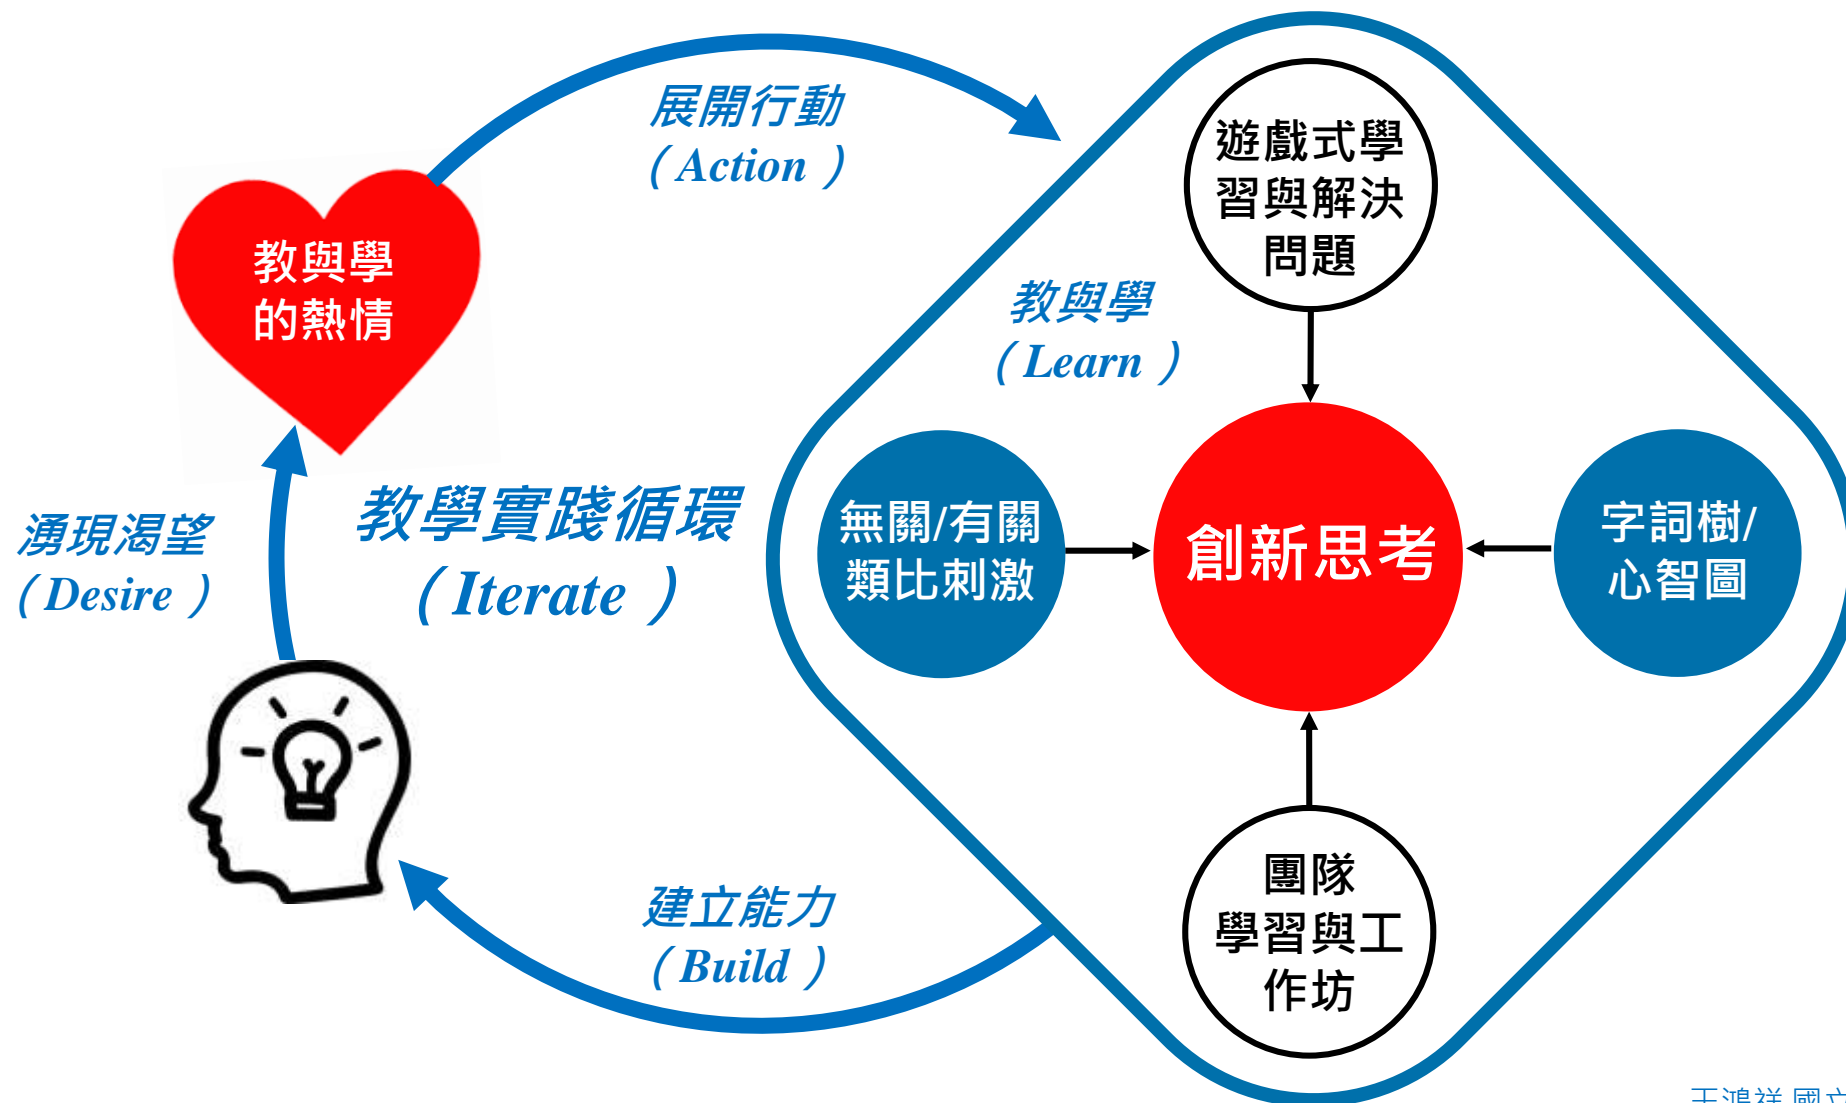 展開行動
（Action）
遊戲式學
習與解決
問題
教與學
的熱情
教與學
（Learn）
湧現渴望
（Desire）
教學實踐循環
（Iterate）
無關/有關
類比刺激
創新思考
字詞樹/
心智圖
建立能力
（Build）
團隊
學習與工
作坊